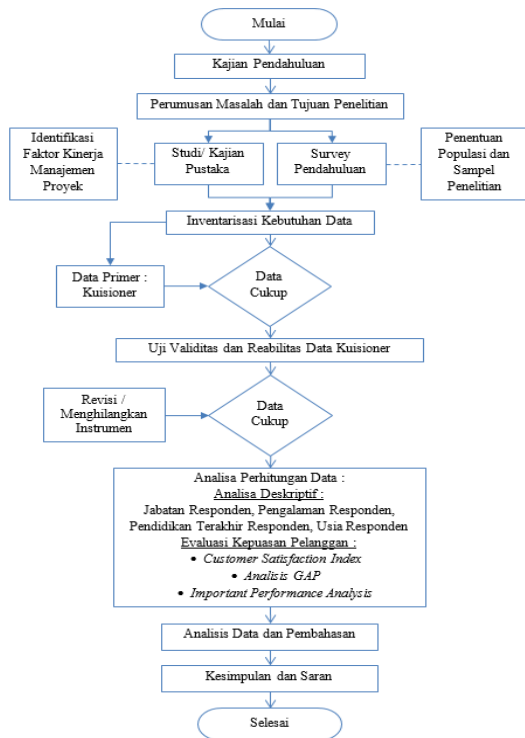 Mulai
Kajian Pendahuluan
Perumusan Masalah dan Tujuan Penelitian
Identifikasi
Faktor Kinerja
Manajemen
Proyek
Studi/ Kajian
Pustaka
Survey
Pendahuluan
Penentuan
Populasi dan
Sampel
Penelitian
Inventarisasi Kebutuhan Data
Data Primer :
Kuisioner
Data
Cukup
Uji Validitas dan Reabilitas Data Kuisioner
Revisi /
Menghilangkan
Instrumen
Data
Cukup
Analisa Perhitungan Data :
Analisa Deskriptif :
Jabatan Responden, Pengalaman Responden,
Pendidikan Terakhir Responden, Usia Responden
Evaluasi Kepuasan Pelanggan :
• Customer Satisfaction Index
• Analisis GAP
• Important Performance Analysis
Analisis Data dan Pembahasan
Kesimpulan dan Saran
Selesai